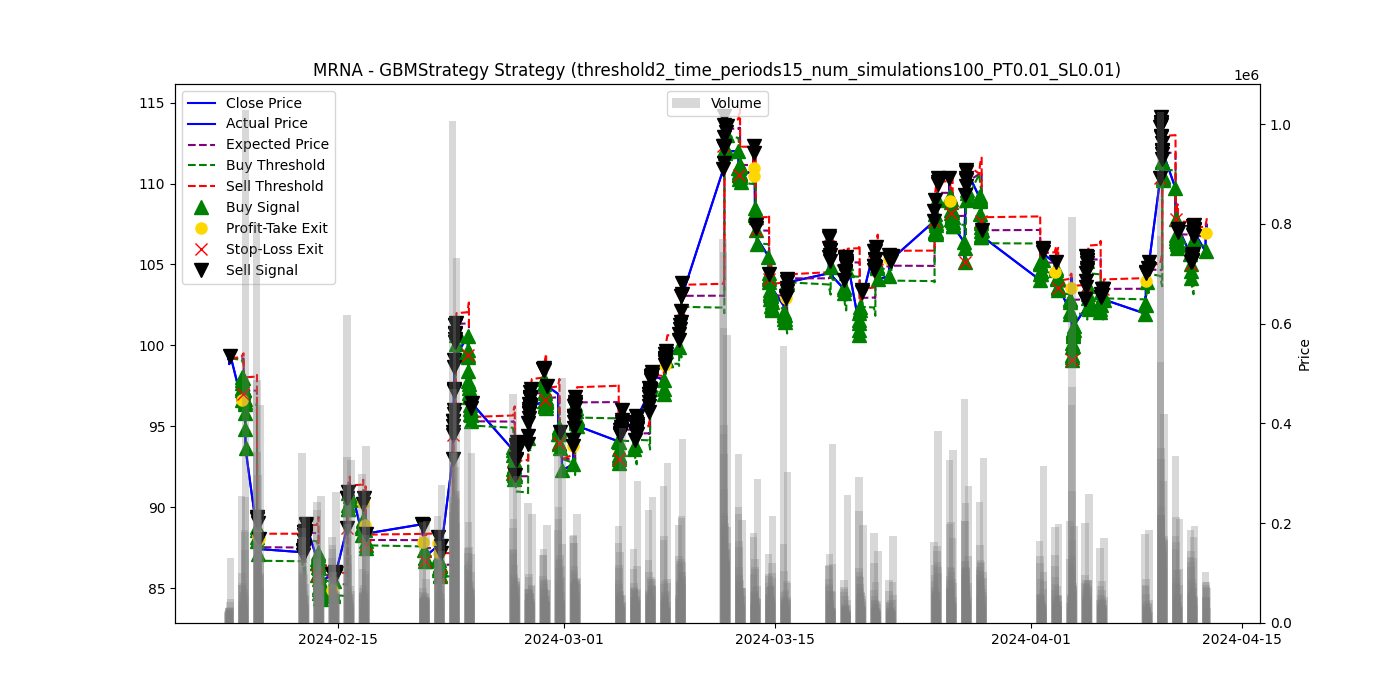 MRNA - GBMStrategy Strategy (threshold2_time_periods15_num_simulations100_PT0.01_SL0.01)
1e6
Close Price
Actual Price
Expected Price
Buy Threshold
Sell Threshold
Buy Signal
Profit-Take Exit
Stop-Loss Exit
Sell Signal
Volume
115
110
105
100
95
90
85
1.0
0.8
0.6
0.4
0.2
0.0
Price
2024-02-15
2024-03-01
2024-03-15
2024-04-01
2024-04-15